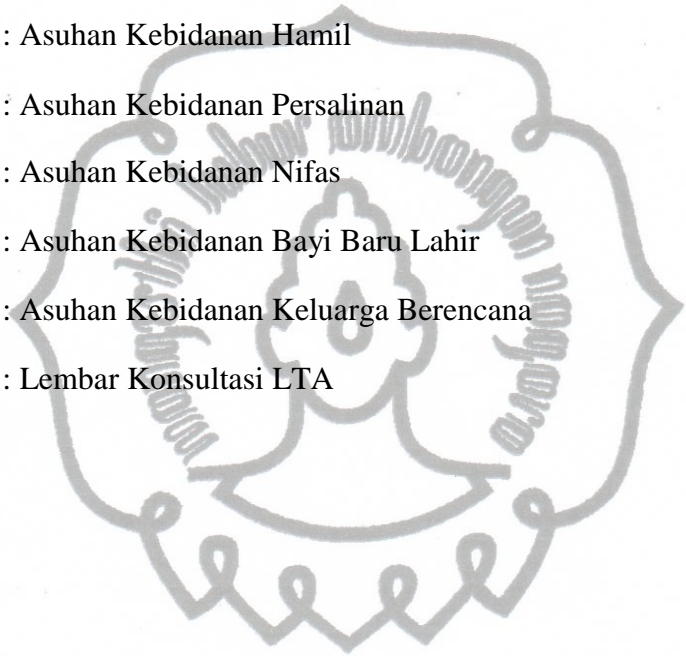 : Asuhan Kebidanan Hamil
: Asuhan Kebidanan Persalinan
: Asuhan Kebidanan Nifas
: Asuhan Kebidanan Bayi Baru Lahir
: Asuhan Kebidanan Keluarga Berencana
: Lembar Konsultasi LTA